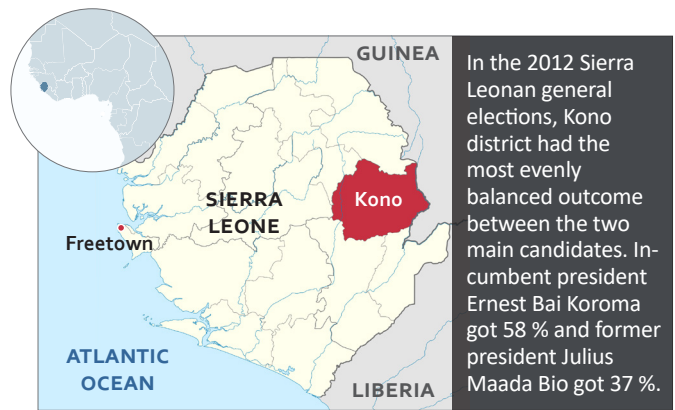 GUINEA
SIERRA
LEONE
Kono
Freetown
ATLANTIC
OCEAN
LIBERIA
In the 2012 Sierra
Leonan general
elections, Kono
district had the
most evenly
balanced outcome
between the two
main candidates. In-
cumbent president
Ernest Bai Koroma
got 58 % and former
president Julius
Maada Bio got 37 %.